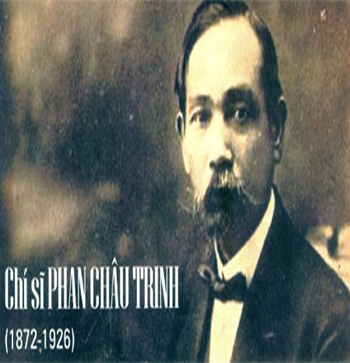 Chí sĩ PHAN CHÂU TRINH
(1872-1926)